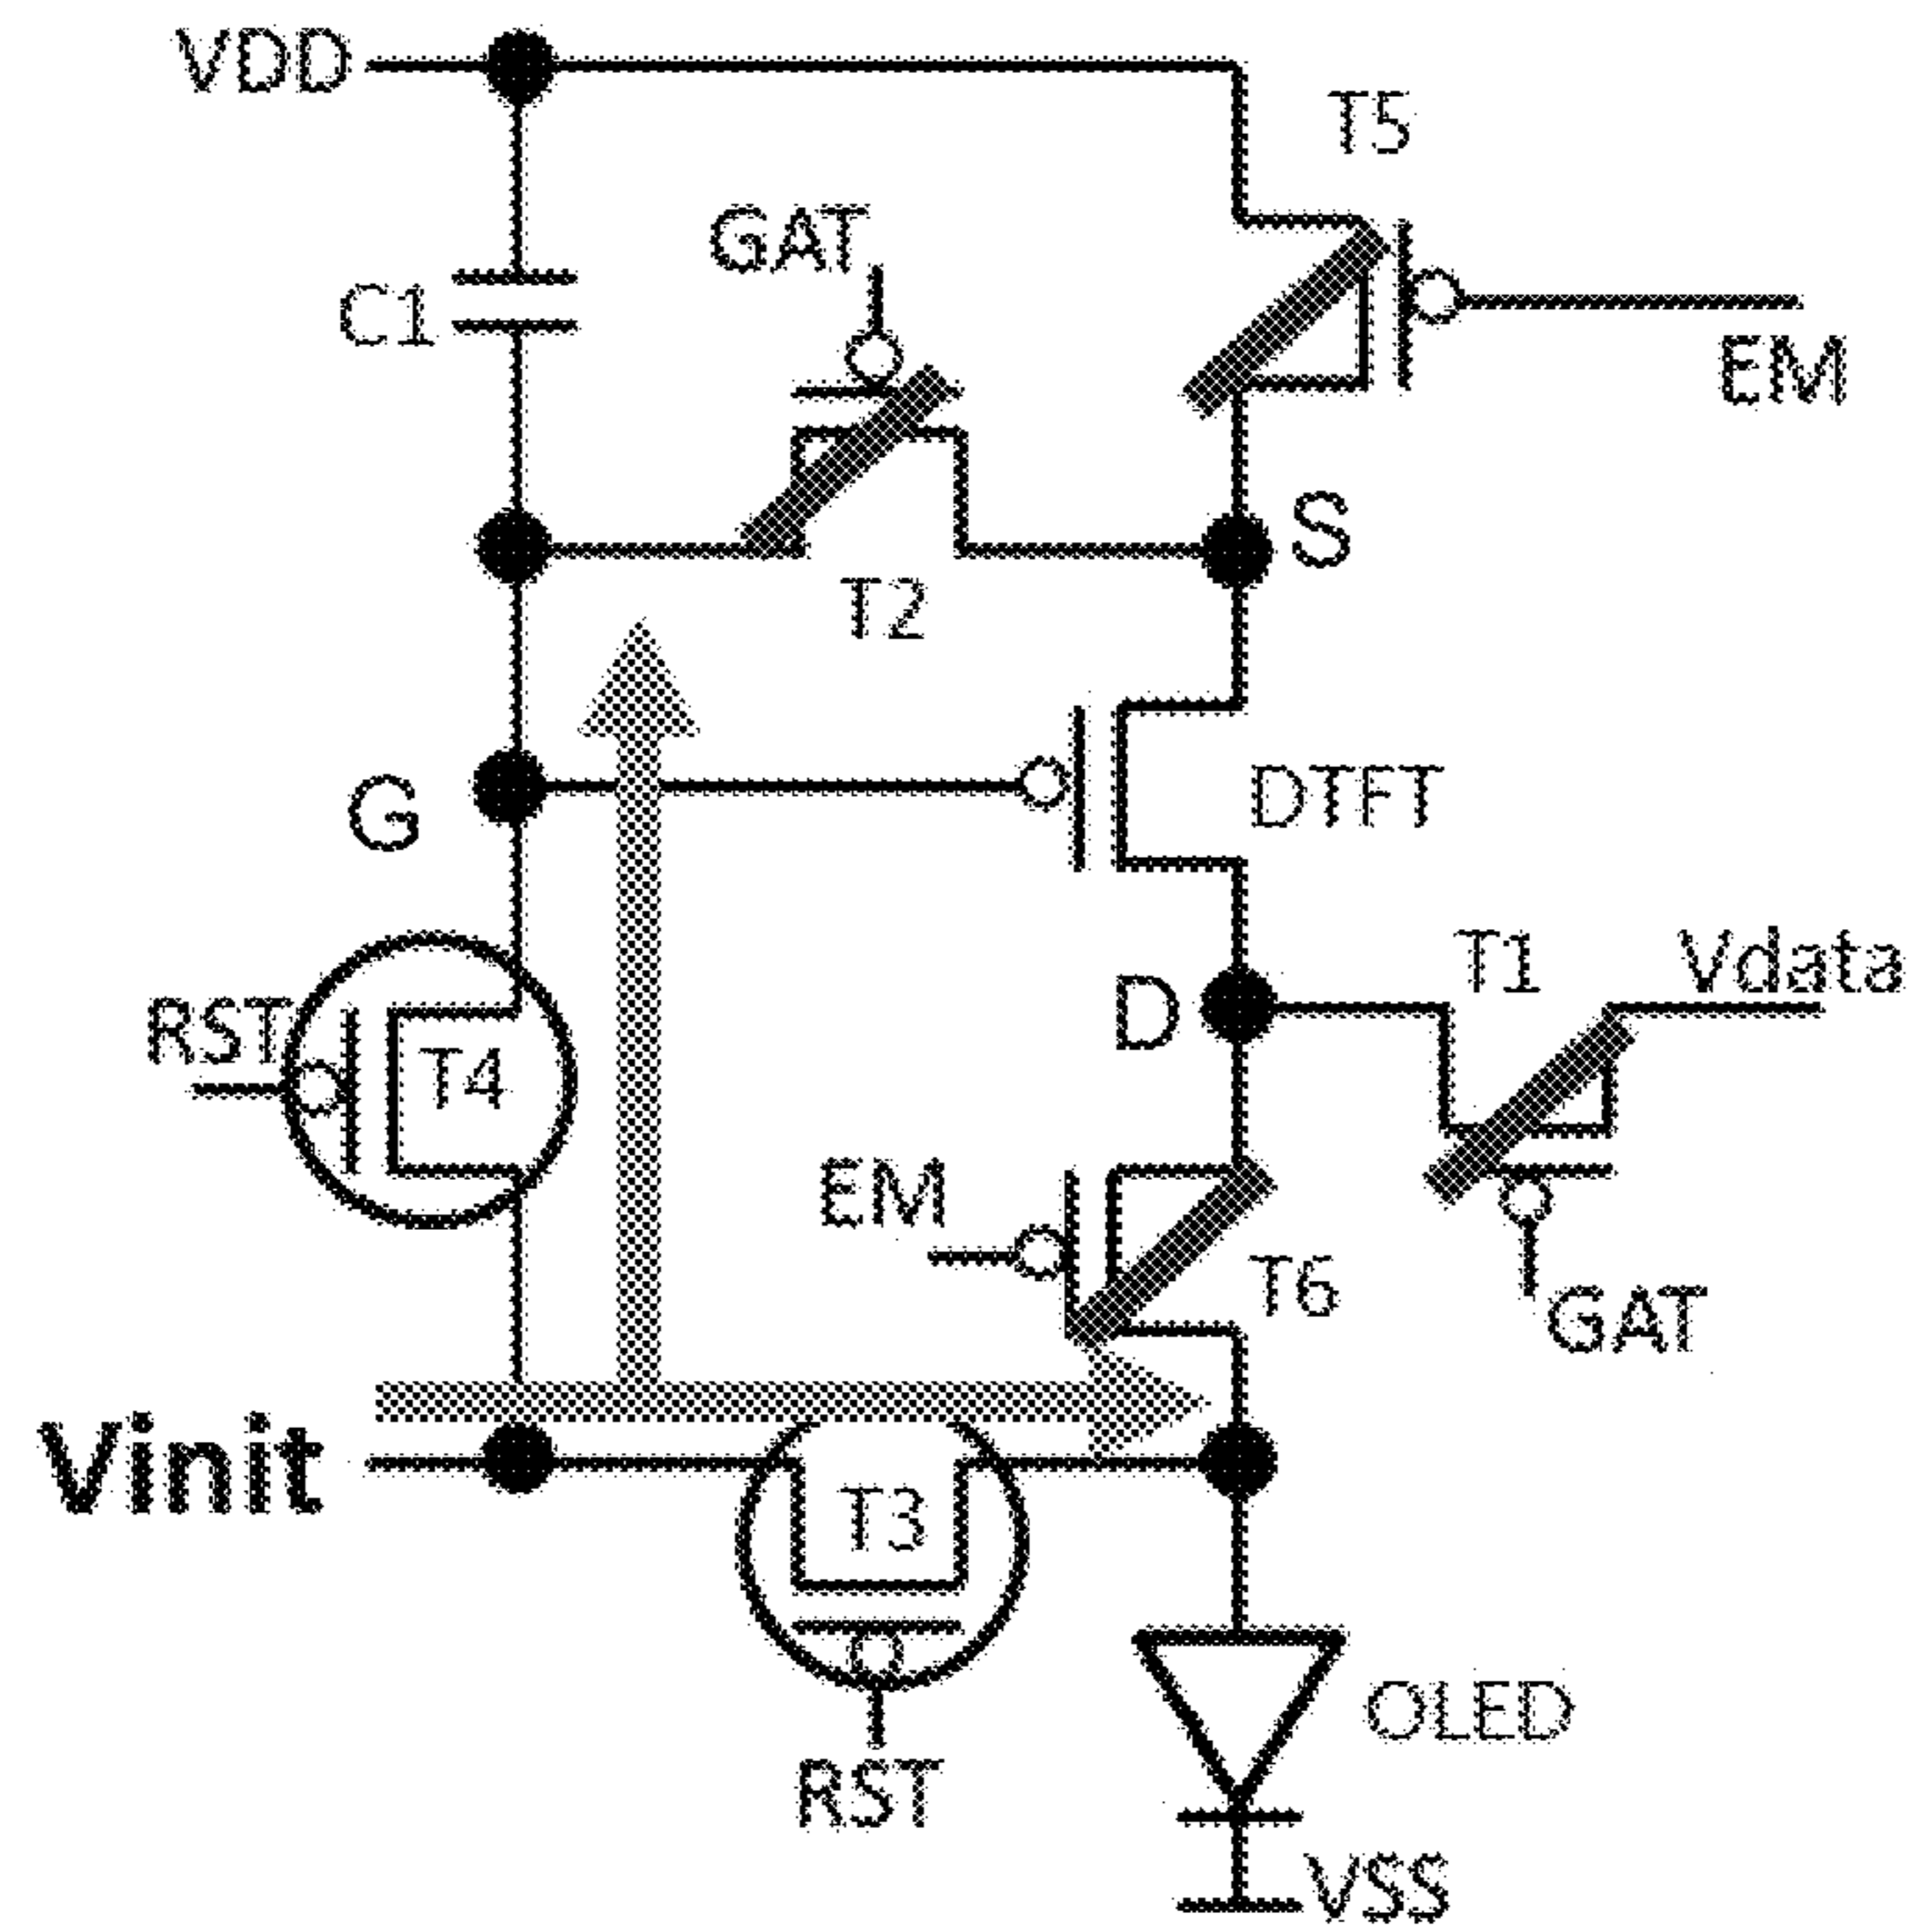 VDD
T5
GAT
C1
EM
S
T2
G
DTFT
T1
Vdata
D
RST
T4
EM
T6
GAT
Vinit
T3
OLED
RST
VSS